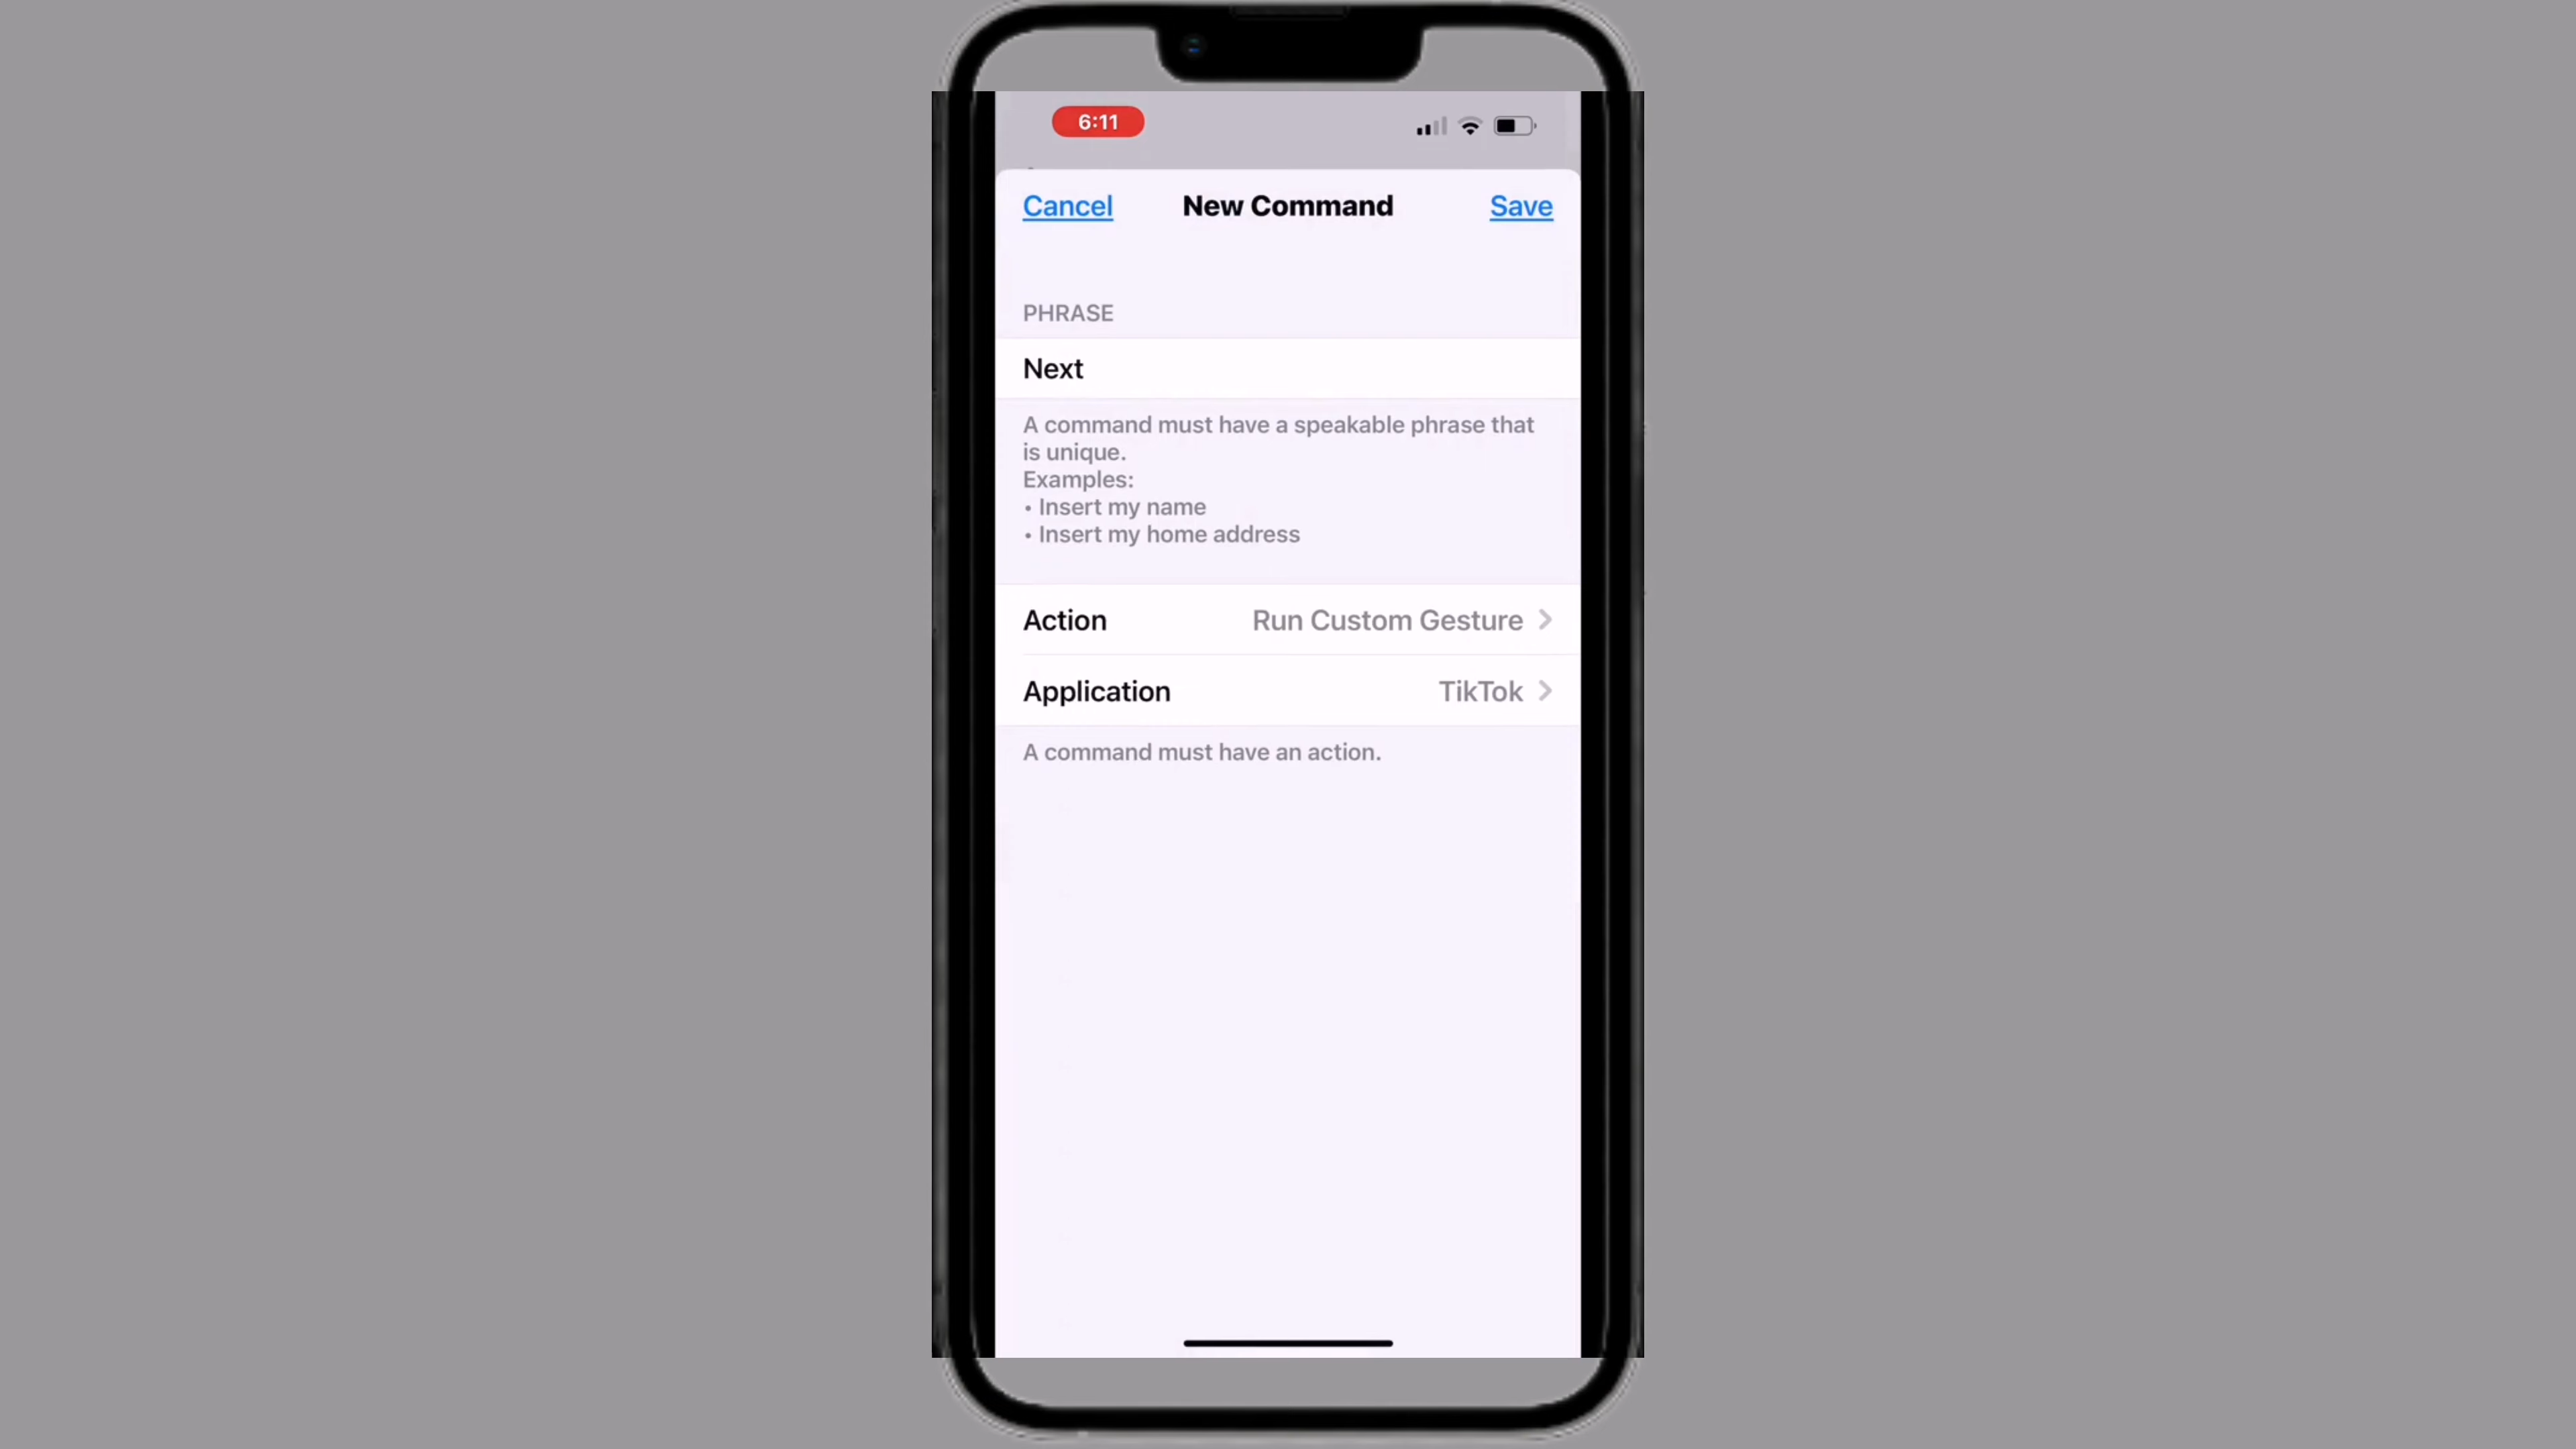 6:11
Cancel New Command Save
PHRASE
Next
A command must have a speakable phrase that
is unique.
Examples:
• Insert my name
• Insert my home address
Action Run Custom Gesture
Application TikTok
A command must have an action.